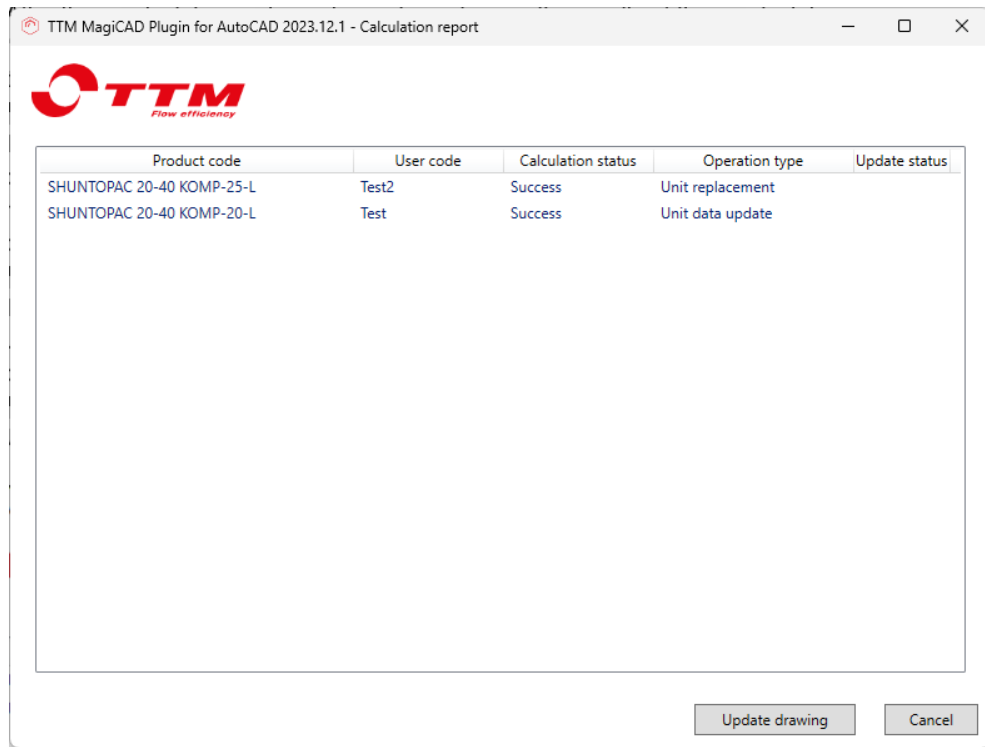 TTM MagiCAD Plugin for AutoCAD 2023.12.1 - Calculation report
TTM
Flow efficiency
Product code User code Calculation status Operation type Update status
SHUNTOPAC 20-40 KOMP-25-L Test2 Success Unit replacement
SHUNTOPAC 20-40 KOMP-20-L Test Success Unit data update
Update drawing Cancel